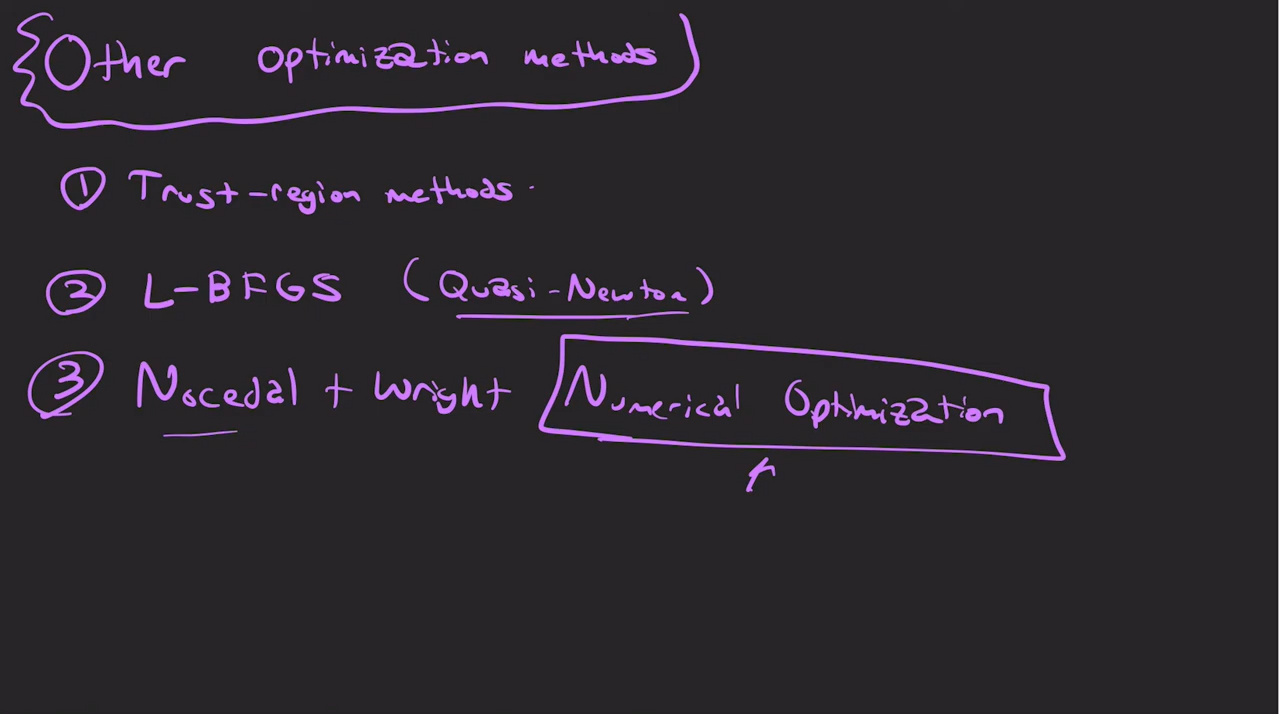 Other optimization methods
① Trust-region methods.
② L-BFGS (Quasi-Newton)
③ Nocedal + Wright Numerical Optimization